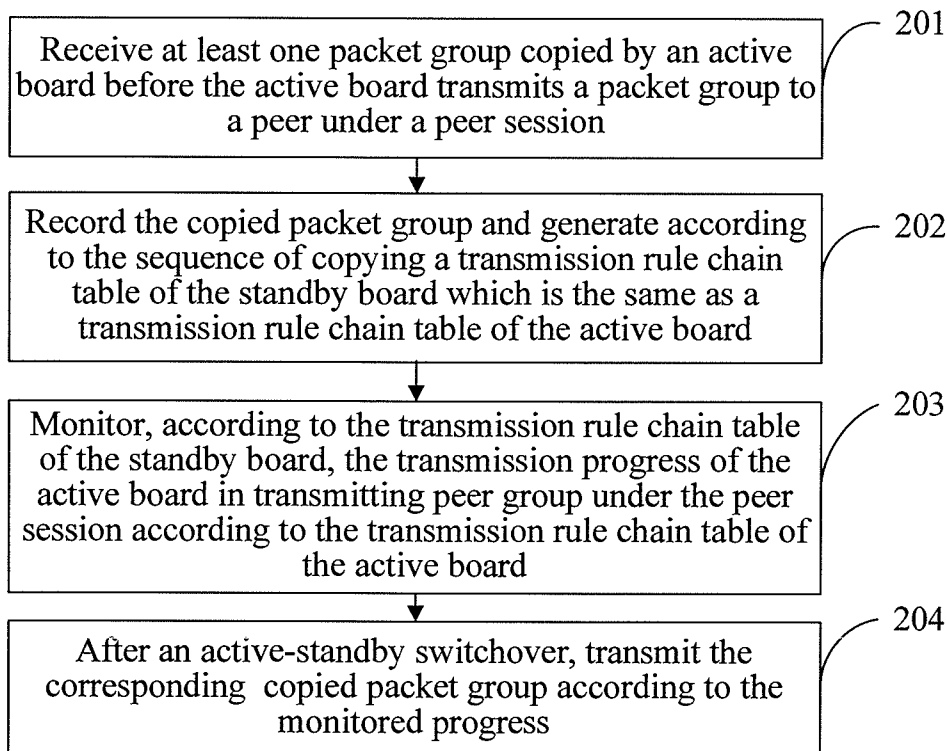 201
Receive at least one packet group copied by an active
board before the active board transmits a packet group to
a peer under a peer session
202
Record the copied packet group and generate according
to the sequence of copying a transmission rule chain
table of the standby board which is the same as a
transmission rule chain table of the active board
203
Monitor, according to the transmission rule chain table
of the standby board, the transmission progress of the
active board in transmitting peer group under the peer
session according to the transmission rule chain table of
the active board
204
After an active-standby switchover, transmit the
corresponding copied packet group according to the
monitored progress